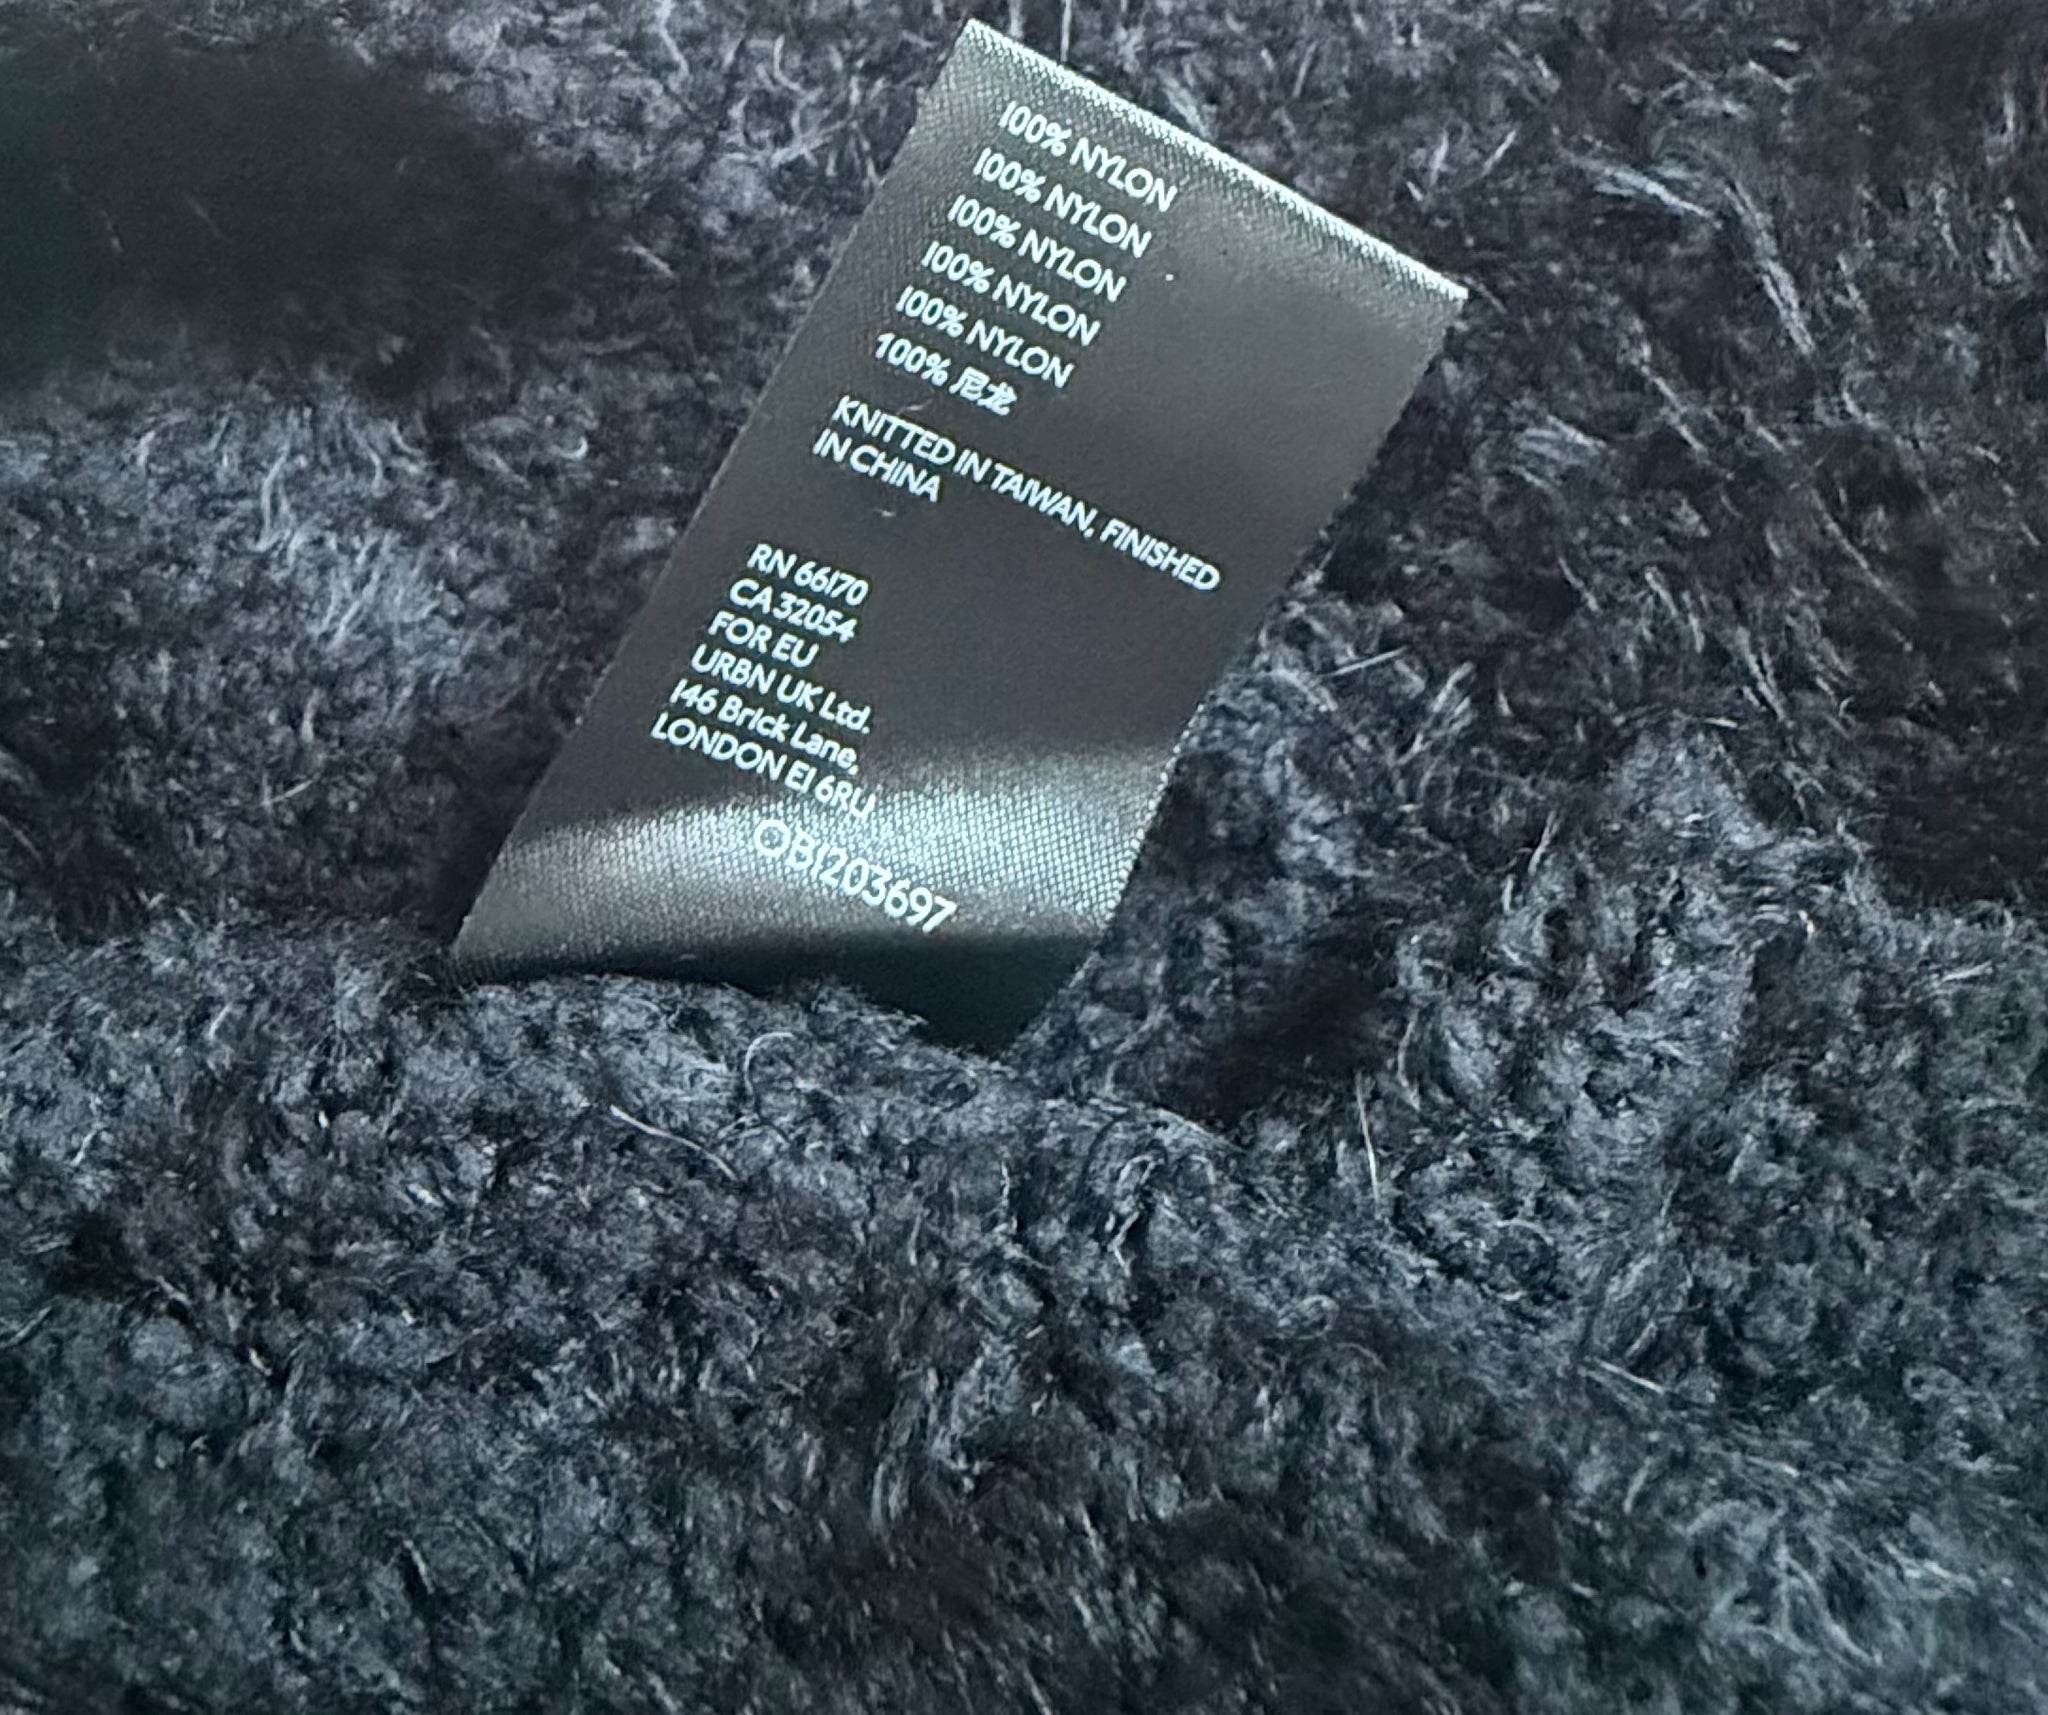 100% NYLON
100% NYLON
100% NYLON
100% NYLON
100% NYLON
100% 尼龙
KNITTED IN TAIWAN, FINISHED
IN CHINA
RN 66170
CA 32054
FOR EU
URBN UK Ltd.
146 Brick Lane,
LONDON E1 6RU
OB1203697